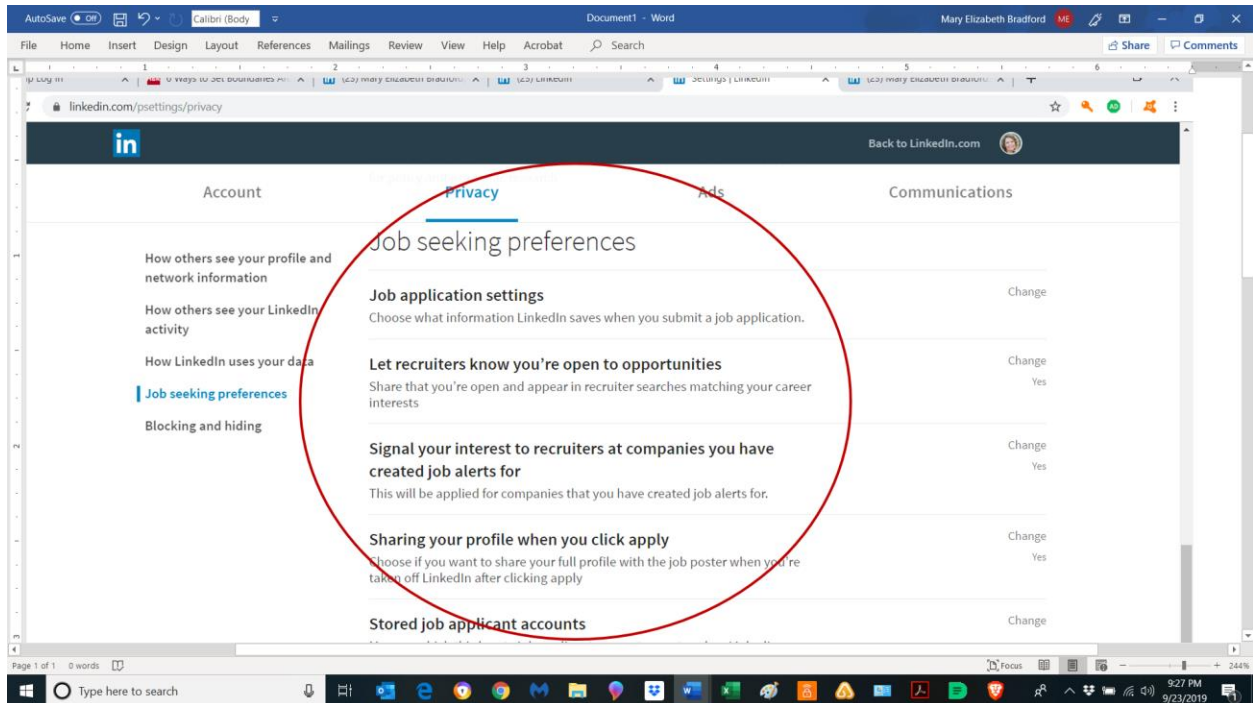 AutoSave Off Calibri (Body Document1 - Word Mary Elizabeth Bradford ME
File Home Insert Design Layout References Mailings Review View Help Acrobat Search Share Comments
1 2 3 4 5 6
linkedin.com/psettings/privacy
in Back to LinkedIn.com
Account Privacy Ads Communications
Job seeking preferences
How others see your profile and
network information
How others see your LinkedIn
activity
How LinkedIn uses your data
Job seeking preferences
Blocking and hiding
Job application settings Change
Choose what information LinkedIn saves when you submit a job application.
Let recruiters know you're open to opportunities Change
Share that you're open and appear in recruiter searches matching your career Yes
interests
Signal your interest to recruiters at companies you have Change
created job alerts for Yes
This will be applied for companies that you have created job alerts for.
Sharing your profile when you click apply Change
Choose if you want to share your full profile with the job poster when you're Yes
taken off LinkedIn after clicking apply
Stored job applicant accounts Change
Page 1 of 1 0 words Focus 244%
Type here to search 9:27 PM
9/23/2019